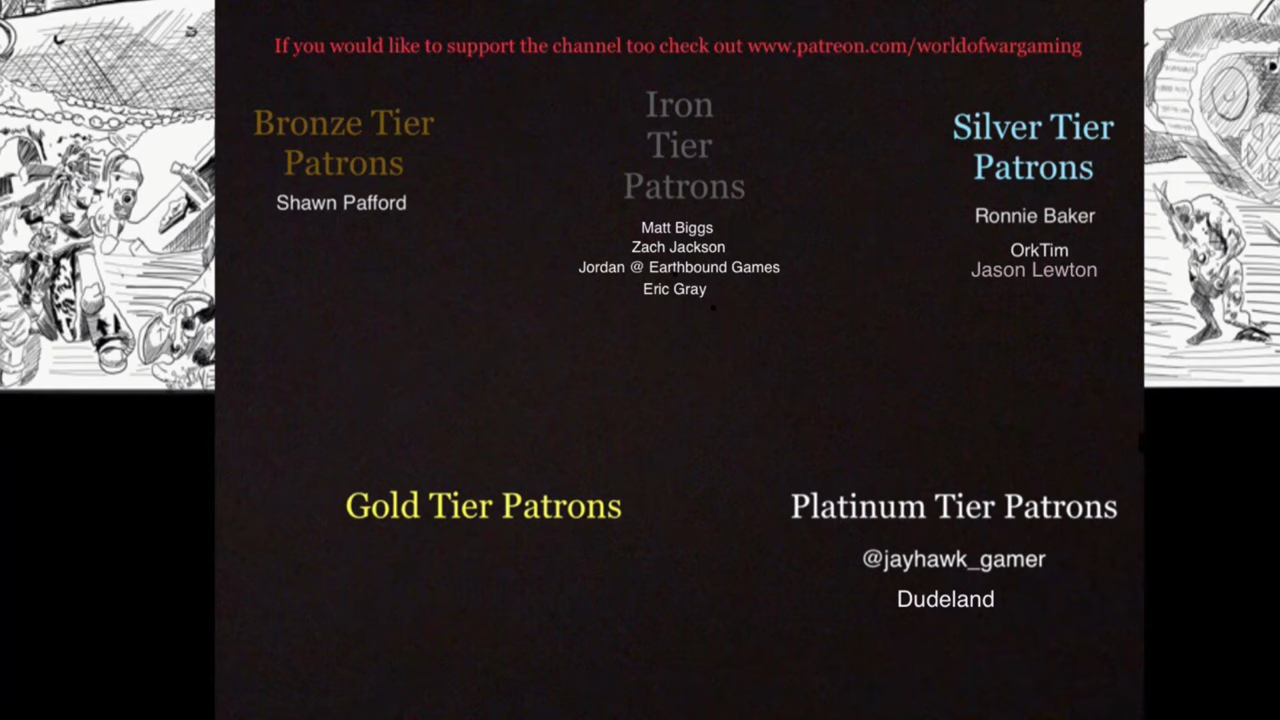 If you would like to support the channel too check out www.patreon.com/worldofwargaming
Bronze Tier
Patrons
Shawn Pafford
Iron
Tier
Patrons
Matt Biggs
Zach Jackson
Jordan @ Earthbound Games
Eric Gray
Silver Tier
Patrons
Ronnie Baker
OrkTim
Jason Lewton
Gold Tier Patrons
Platinum Tier Patrons
@jayhawk_gamer
Dudeland